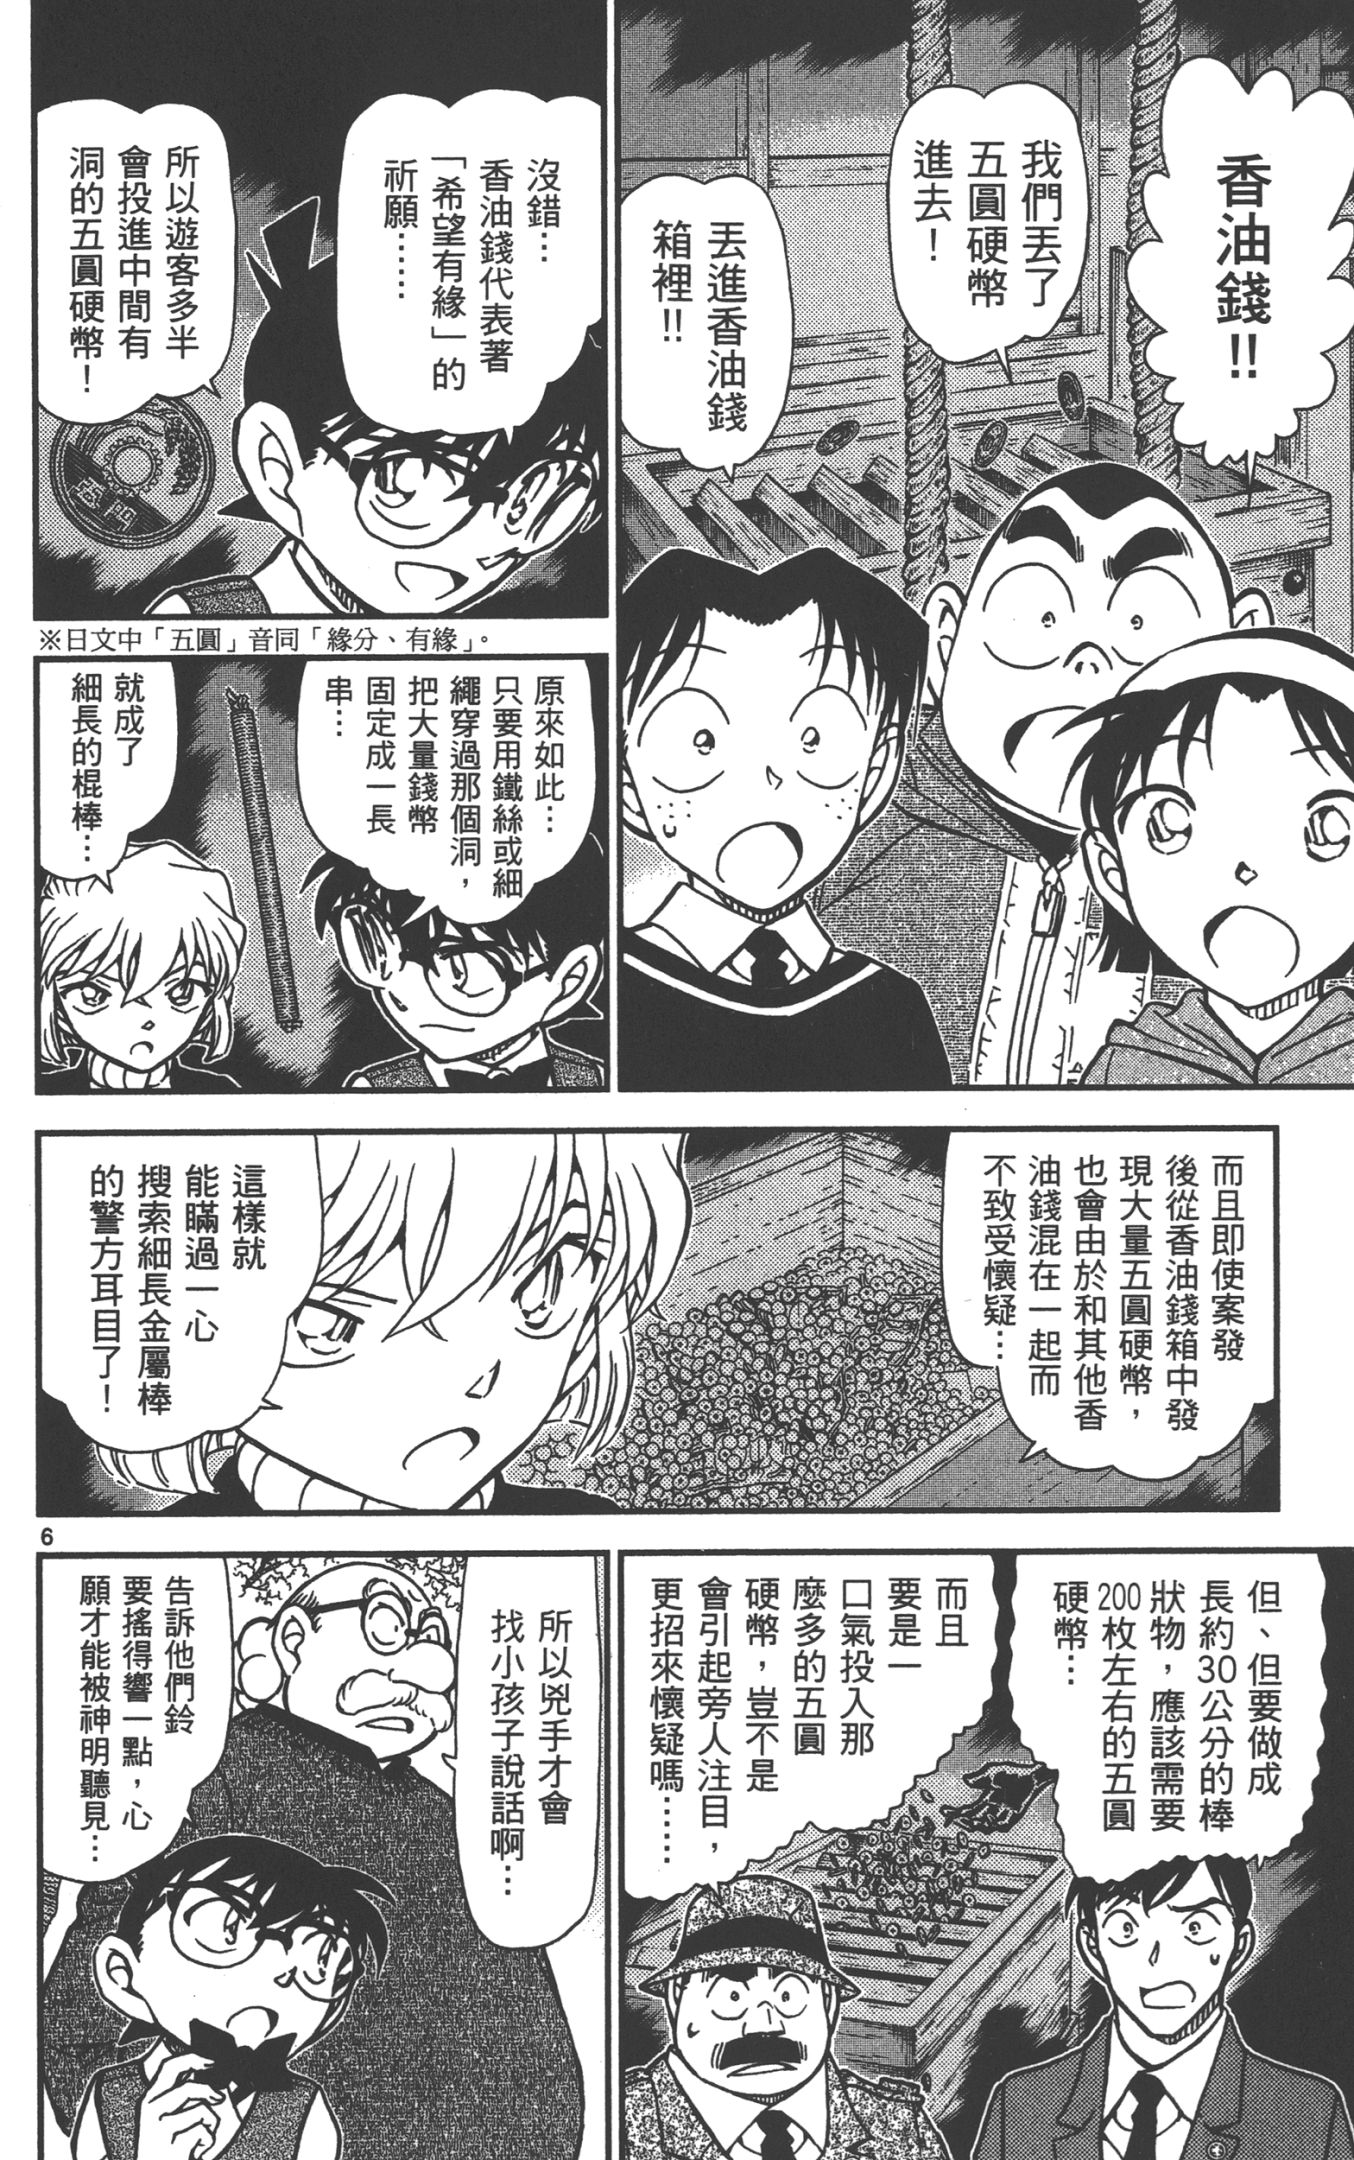 香油錢!!
我們丟了
五圓硬幣
進去！
丟進香油錢
箱裡!!
沒錯…
香油錢代表著
「希望有緣」的
祈願……
所以遊客多半
會投進中間有
洞的五圓硬幣！
※日文中「五圓」音同「緣分、有緣」。
原來如此…
只要用鐵絲或細
繩穿過那個洞，
把大量錢幣
固定成一長
串…
就成了
細長的棍棒…
而且即使案發
後從香油錢箱中發
現大量五圓硬幣，
也會由於和其他香
油錢混在一起而
不致受懷疑…
這樣就
能瞞過一心
搜索細長金屬棒
的警方耳目了！
6
但、但要做成
長約30公分的棒
狀物，應該需要
200枚左右的五圓
硬幣…
而且
要是一
口氣投入那
麼多的五圓
硬幣，豈不是
會引起旁人注目，
更招來懷疑嗎……
所以兇手才會
找小孩子說話啊…
告訴他們鈴
要搖得響一點，心
願才能被神明聽見…